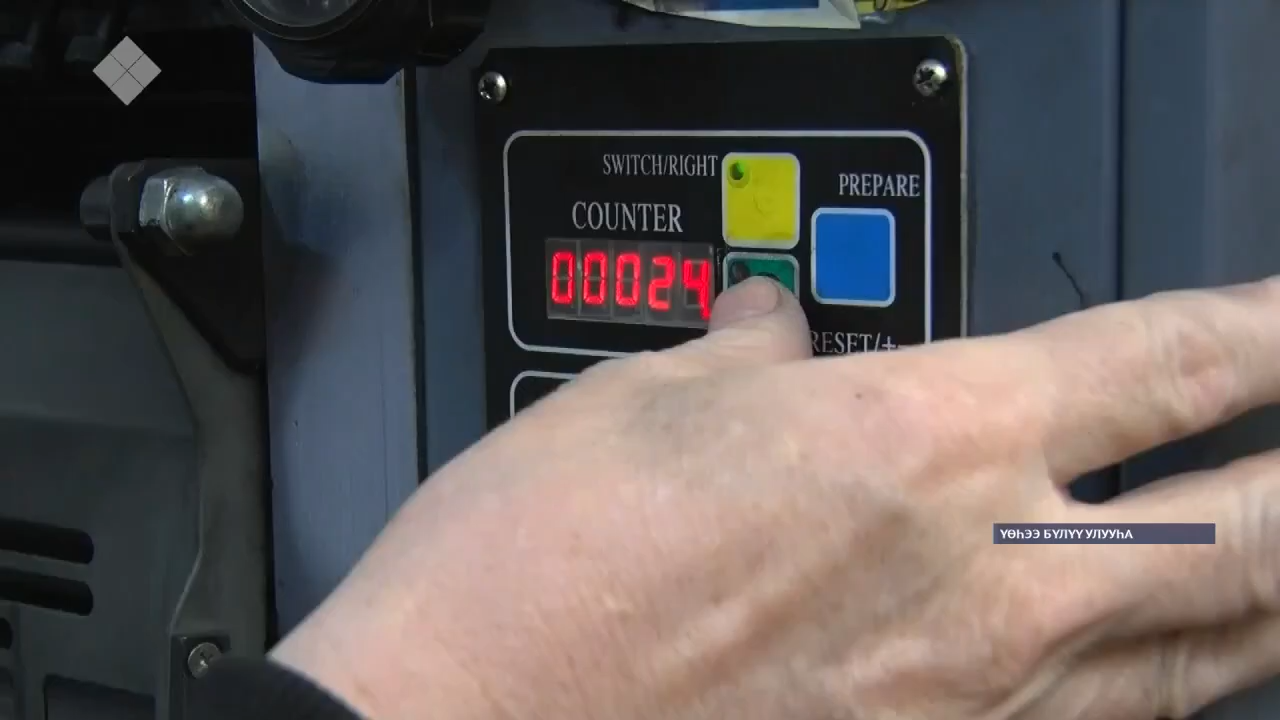 SWITCH/RIGHT
PREPARE
COUNTER
00024
RESET/+-
ҮӨҺЭЭ БҮЛҮҮ УЛУУҺА